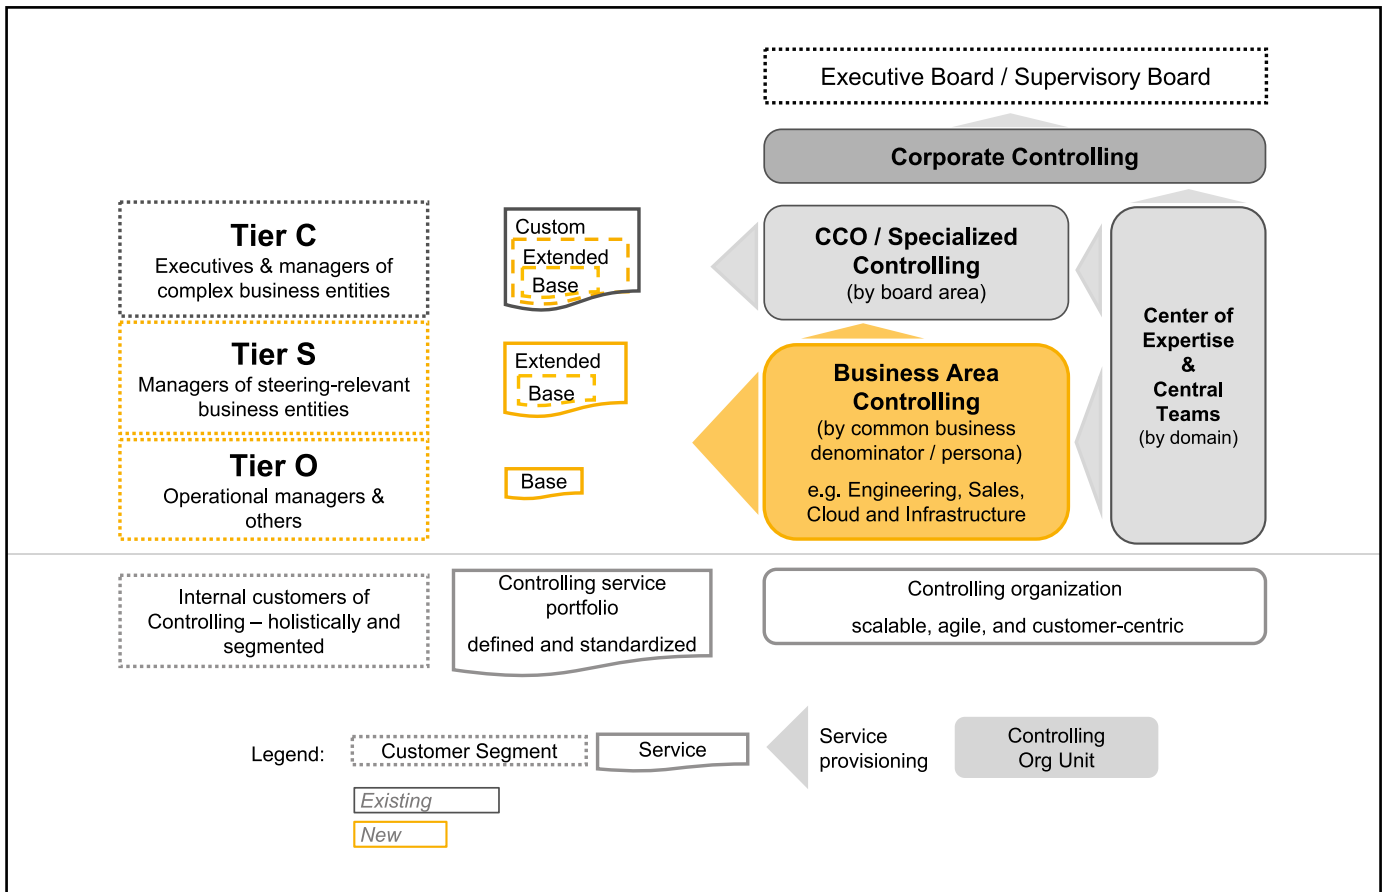 Executive Board / Supervisory Board
Corporate Controlling
Tier C
Executives & managers of
complex business entities
Custom
Extended
Base
CCO / Specialized
Controlling
(by board area)
Tier S
Managers of steering-relevant
business entities
Extended
Base
Business Area
Controlling
(by common business
denominator / persona)
e.g. Engineering, Sales,
Cloud and Infrastructure
Center of
Expertise
&
Central
Teams
(by domain)
Tier O
Operational managers &
others
Base
Internal customers of
Controlling – holistically and
segmented
Controlling service
portfolio
defined and standardized
Controlling organization
scalable, agile, and customer-centric
Legend:
Customer Segment
Service
Service
provisioning
Controlling
Org Unit
Existing
New